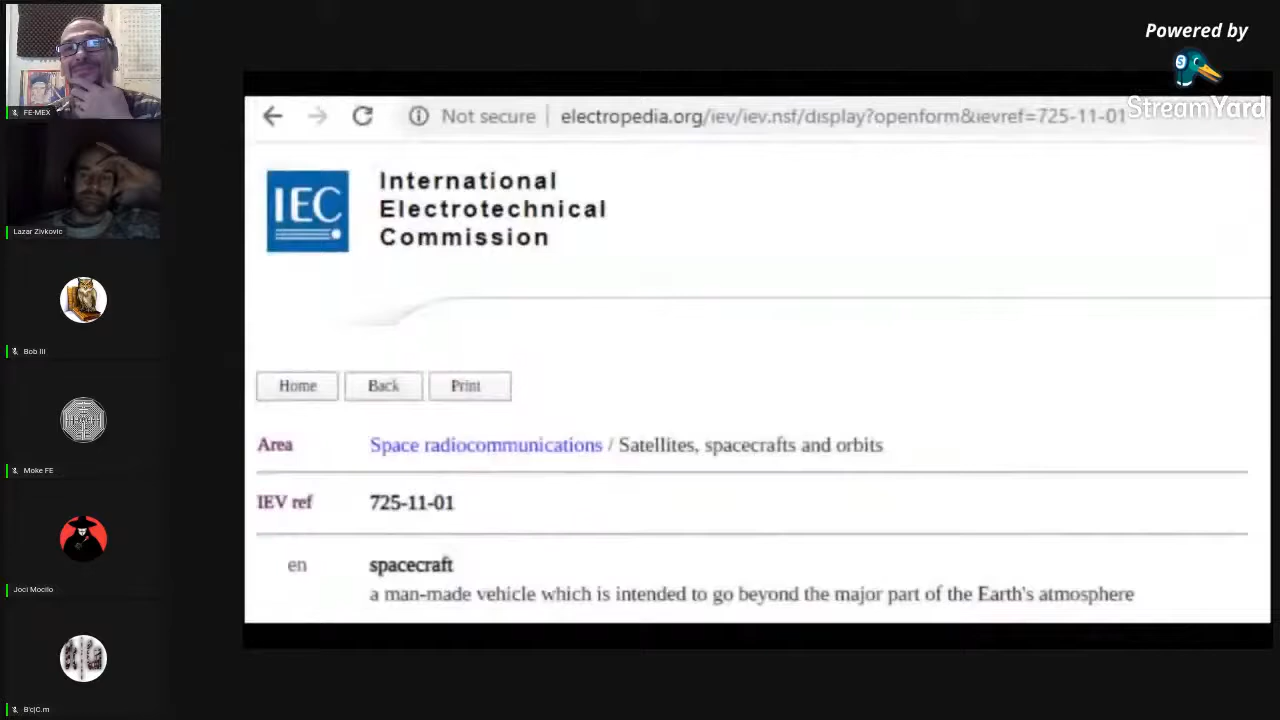 Powered by
StreamYard
FE-MEX
Lazar Zivkovic
Bob III
Moke FE
Joci Mocilo
B'c|C.m
Not secure
electropedia.org/iev/iev.nsf/display?openform&ievref=725-11-01
IEC
International
Electrotechnical
Commission
Home
Back
Print
Area
Space radiocommunications / Satellites, spacecrafts and orbits
IEV ref
725-11-01
en
spacecraft
a man-made vehicle which is intended to go beyond the major part of the Earth's atmosphere